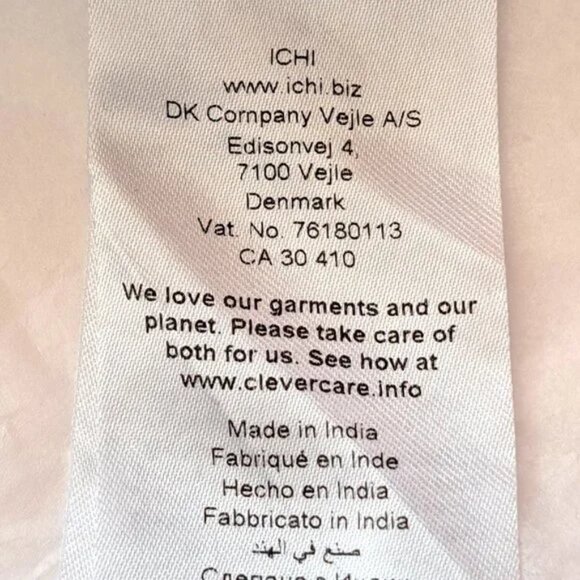 ICHI
www.ichi.biz
DK Company Vejle A/S
Edisonvej 4,
7100 Vejle
Denmark
Vat. No. 76180113
CA 30 410
We love our garments and our
planet. Please take care of
both for us. See how at
www.clevercare.info
Made in India
Fabriqué en Inde
Hecho en India
Fabbricato in India
صنع في الهند